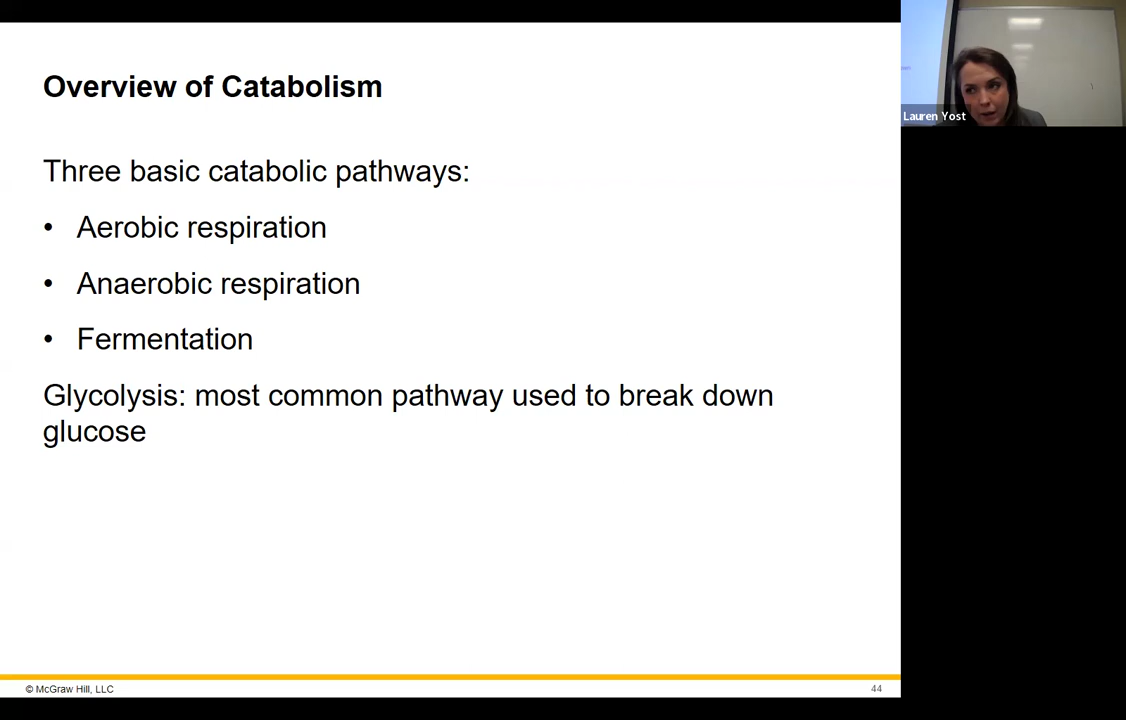 Overview of Catabolism
Lauren Yost
Three basic catabolic pathways:
• Aerobic respiration
• Anaerobic respiration
• Fermentation
Glycolysis: most common pathway used to break down
glucose
© McGraw Hill, LLC
44